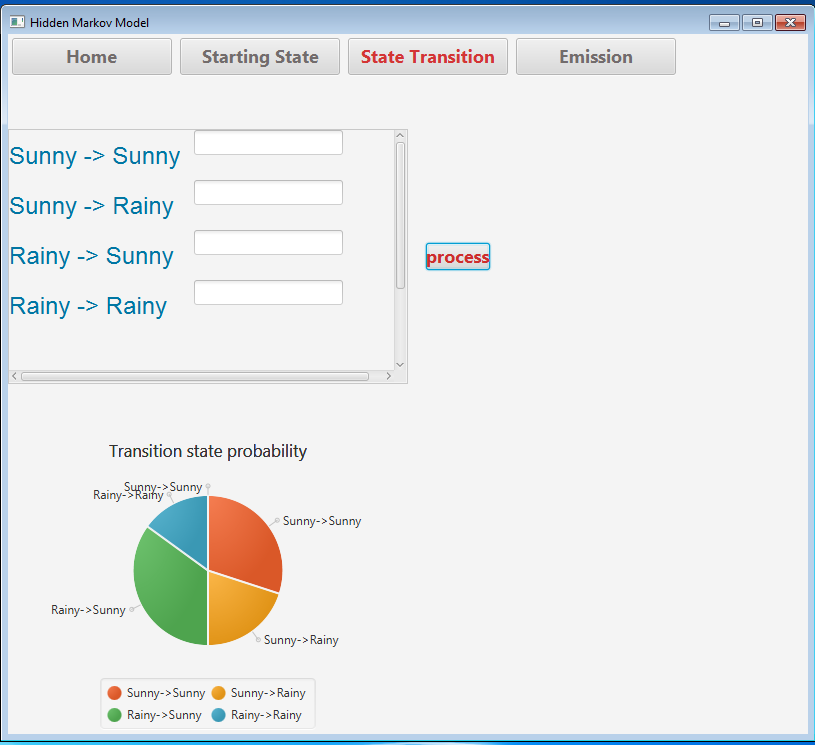 Hidden Markov Model
Home Starting State State Transition Emission
Sunny -> Sunny
Sunny -> Rainy
Rainy -> Sunny
process
Rainy -> Rainy
Transition state probability
Sunny->Sunny
Rainy->Rainy
Sunny->Sunny
Rainy->Sunny
Sunny->Rainy
Sunny->Sunny Sunny->Rainy
Rainy->Sunny Rainy->Rainy